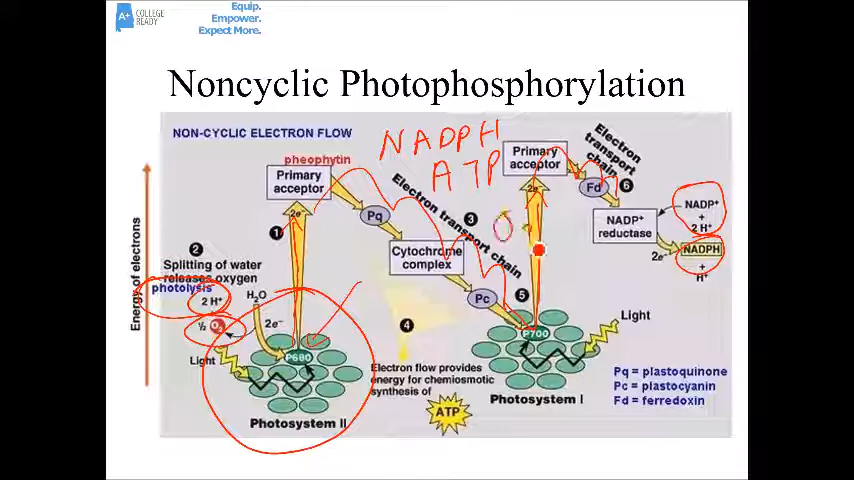 A+ COLLEGE READY
Equip.
Empower.
Expect More.
Noncyclic Photophosphorylation
NON-CYCLIC ELECTRON FLOW
NADPH
ATP
pheophytin
Primary
acceptor
2e⁻
1
Pq
Electron transport chain
3
Cytochrome
complex
Pc
5
Primary
acceptor
2e⁻
Electron
transport
chain
Fd
6
NADP⁺
reductase
NADP⁺
+
2 H⁺
2e⁻
NADPH
+
H⁺
Energy of electrons
2
Splitting of water
releases oxygen
photolysis
2 H⁺
H₂O
½ O₂
2e⁻
Light
P680
Photosystem II
4
Electron flow provides
energy for chemiosmotic
synthesis of
ATP
P700
Light
Photosystem I
Pq = plastoquinone
Pc = plastocyanin
Fd = ferredoxin